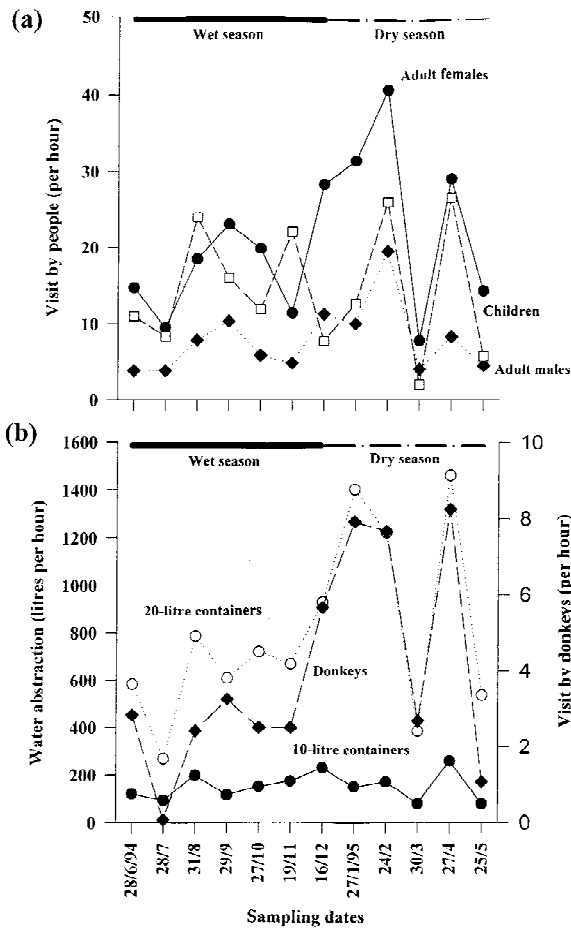 (a)
50
40
30
20
10
0
Visit by people (per hour)
Wet season
Dry season
Adult females
Children
Adult males
(b)
1600
1400
1200
1000
800
600
400
200
0
Water abstraction (litres per hour)
Wet season
Dry season
20-litre containers
Donkeys
10-litre containers
10
8
6
4
2
0
Visit by donkeys (per hour)
28/6/94
28/7
31/8
29/9
27/10
19/11
16/12
27/1/95
24/2
30/3
27/4
25/5
Sampling dates